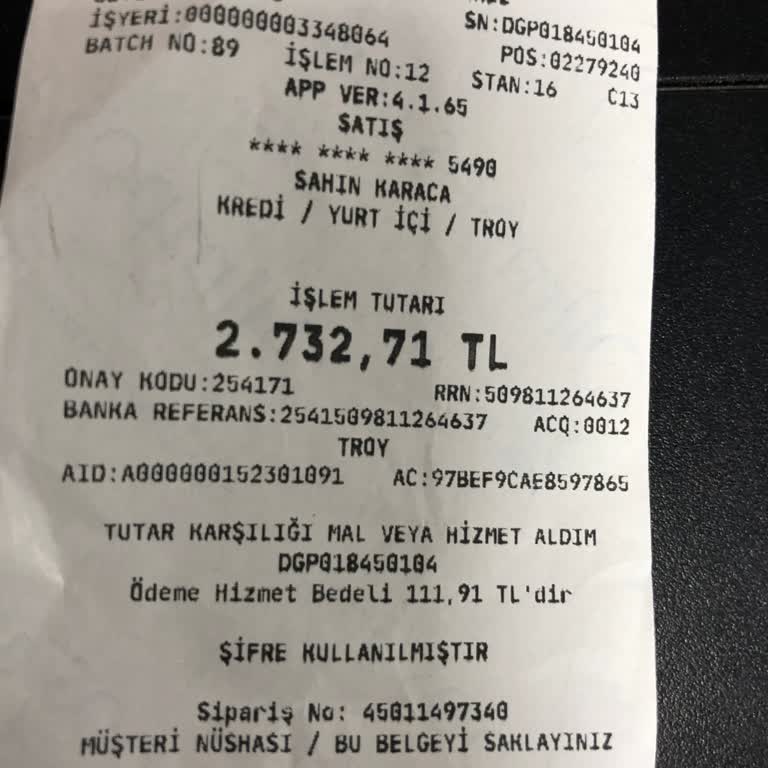 İŞYERİ:000000003348064 SN:DGP018450104
BATCH NO:89 İŞLEM NO:12 POS:02279240
APP VER:4.1.65 STAN:16 C13
SATIŞ
**** **** **** 5490
SAHIN KARACA
KREDİ / YURT İÇİ / TROY
İŞLEM TUTARI
2.732,71 TL
ONAY KODU:254171 RRN:509811264637
BANKA REFERANS:2541509811264637 ACQ:0012
TROY
AID:A000000152301091 AC:97BEF9CAE8597865
TUTAR KARŞILIĞI MAL VEYA HİZMET ALDIM
DGP018450104
Ödeme Hizmet Bedeli 111,91 TL'dir
ŞİFRE KULLANILMIŞTIR
Sipariş No: 45011497340
MÜŞTERİ NÜSHASI / BU BELGEYİ SAKLAYINIZ